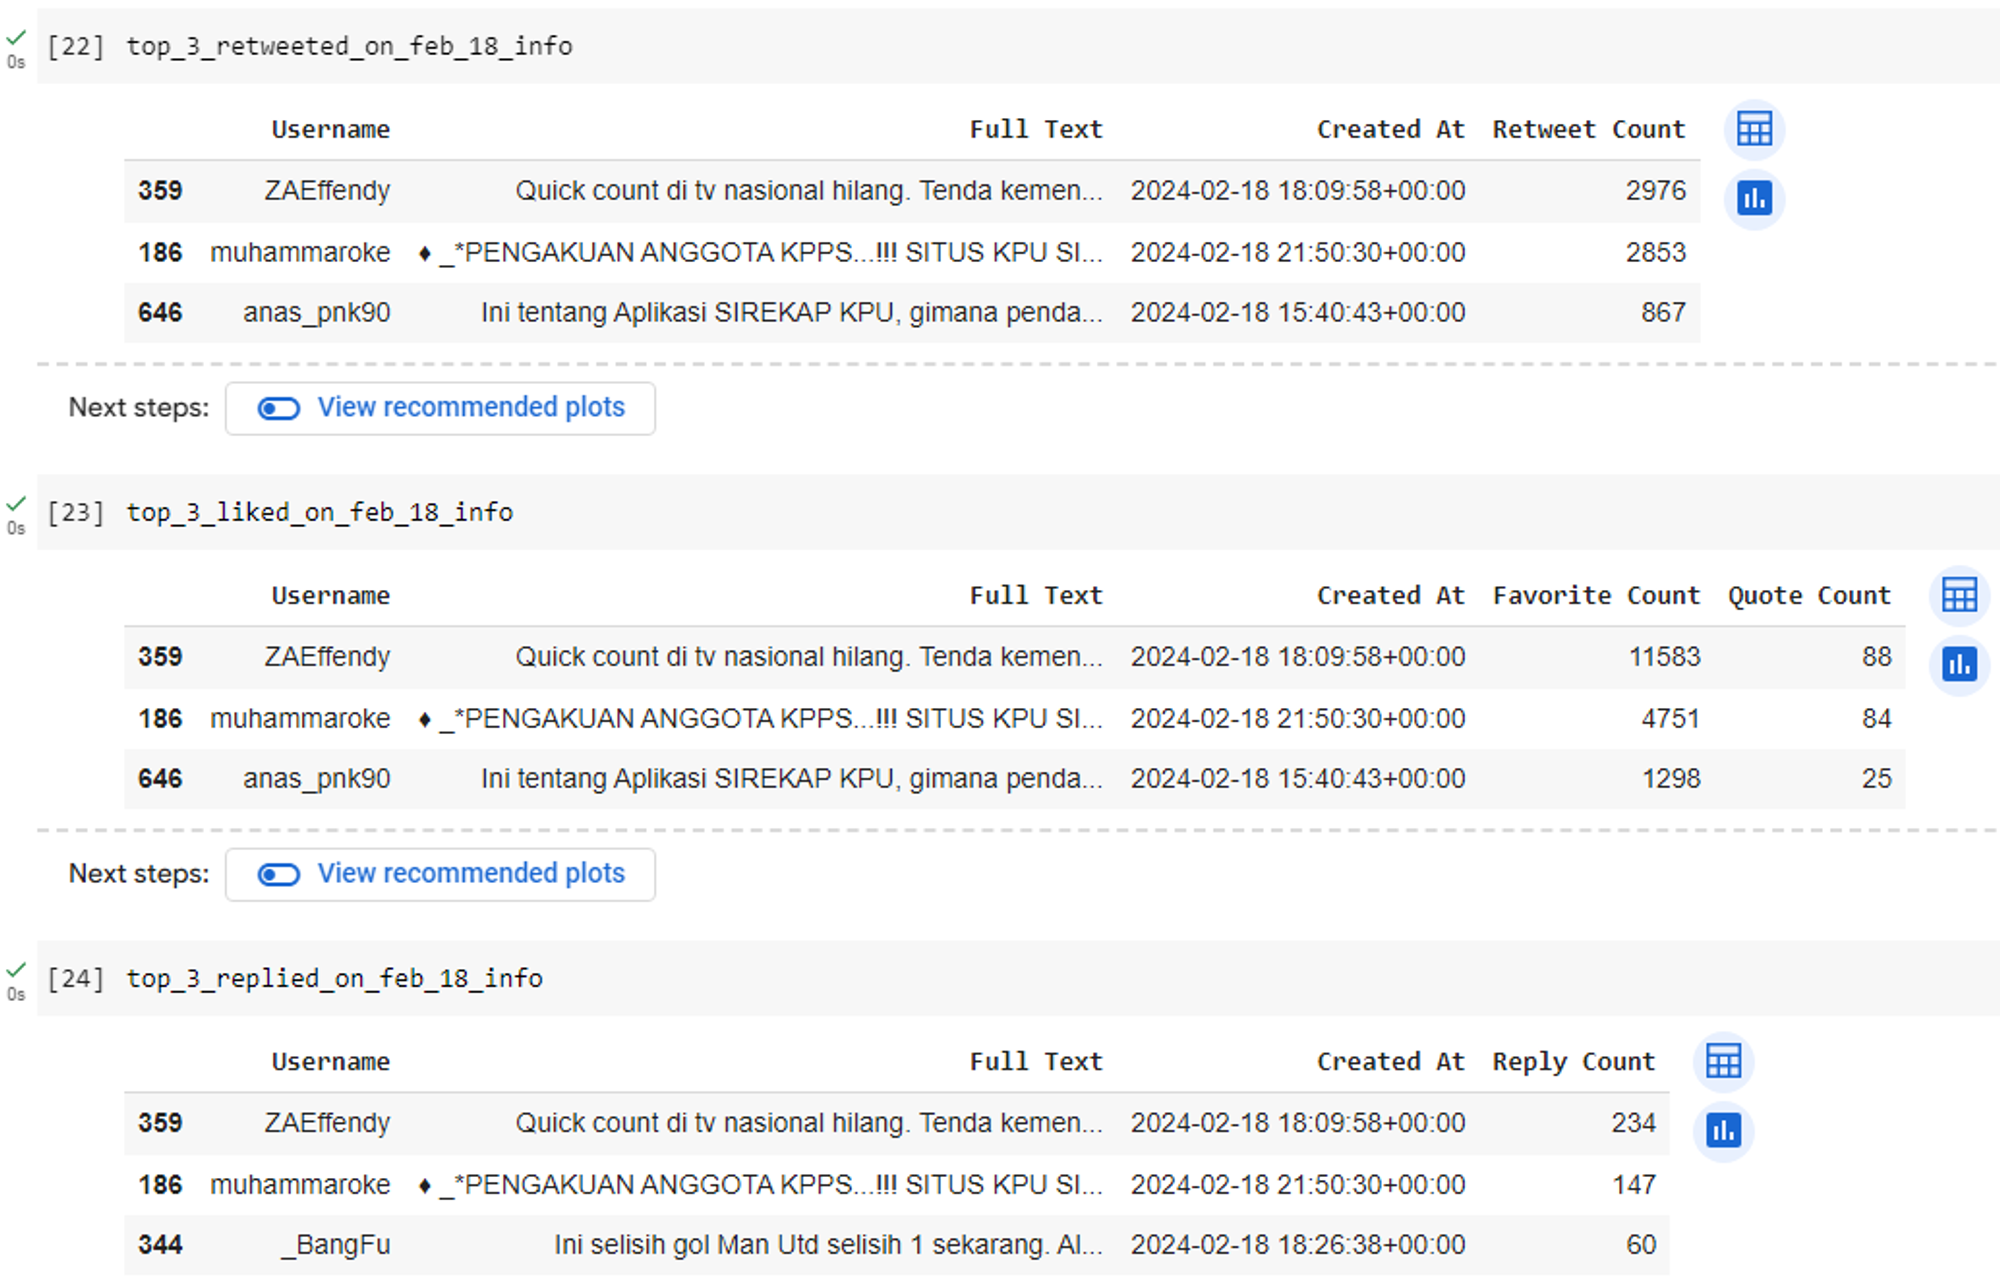 0s [22] top_3_retweeted_on_feb_18_info
Username Full Text Created At Retweet Count
359 ZAEffendy Quick count di tv nasional hilang. Tenda kemen... 2024-02-18 18:09:58+00:00 2976
186 muhammaroke ♦ _*PENGAKUAN ANGGOTA KPPS...!!! SITUS KPU SI... 2024-02-18 21:50:30+00:00 2853
646 anas_pnk90 Ini tentang Aplikasi SIREKAP KPU, gimana penda... 2024-02-18 15:40:43+00:00 867
Next steps: View recommended plots
0s [23] top_3_liked_on_feb_18_info
Username Full Text Created At Favorite Count Quote Count
359 ZAEffendy Quick count di tv nasional hilang. Tenda kemen... 2024-02-18 18:09:58+00:00 11583 88
186 muhammaroke ♦ _*PENGAKUAN ANGGOTA KPPS...!!! SITUS KPU SI... 2024-02-18 21:50:30+00:00 4751 84
646 anas_pnk90 Ini tentang Aplikasi SIREKAP KPU, gimana penda... 2024-02-18 15:40:43+00:00 1298 25
Next steps: View recommended plots
0s [24] top_3_replied_on_feb_18_info
Username Full Text Created At Reply Count
359 ZAEffendy Quick count di tv nasional hilang. Tenda kemen... 2024-02-18 18:09:58+00:00 234
186 muhammaroke ♦ _*PENGAKUAN ANGGOTA KPPS...!!! SITUS KPU SI... 2024-02-18 21:50:30+00:00 147
344 _BangFu Ini selisih gol Man Utd selisih 1 sekarang. Al... 2024-02-18 18:26:38+00:00 60